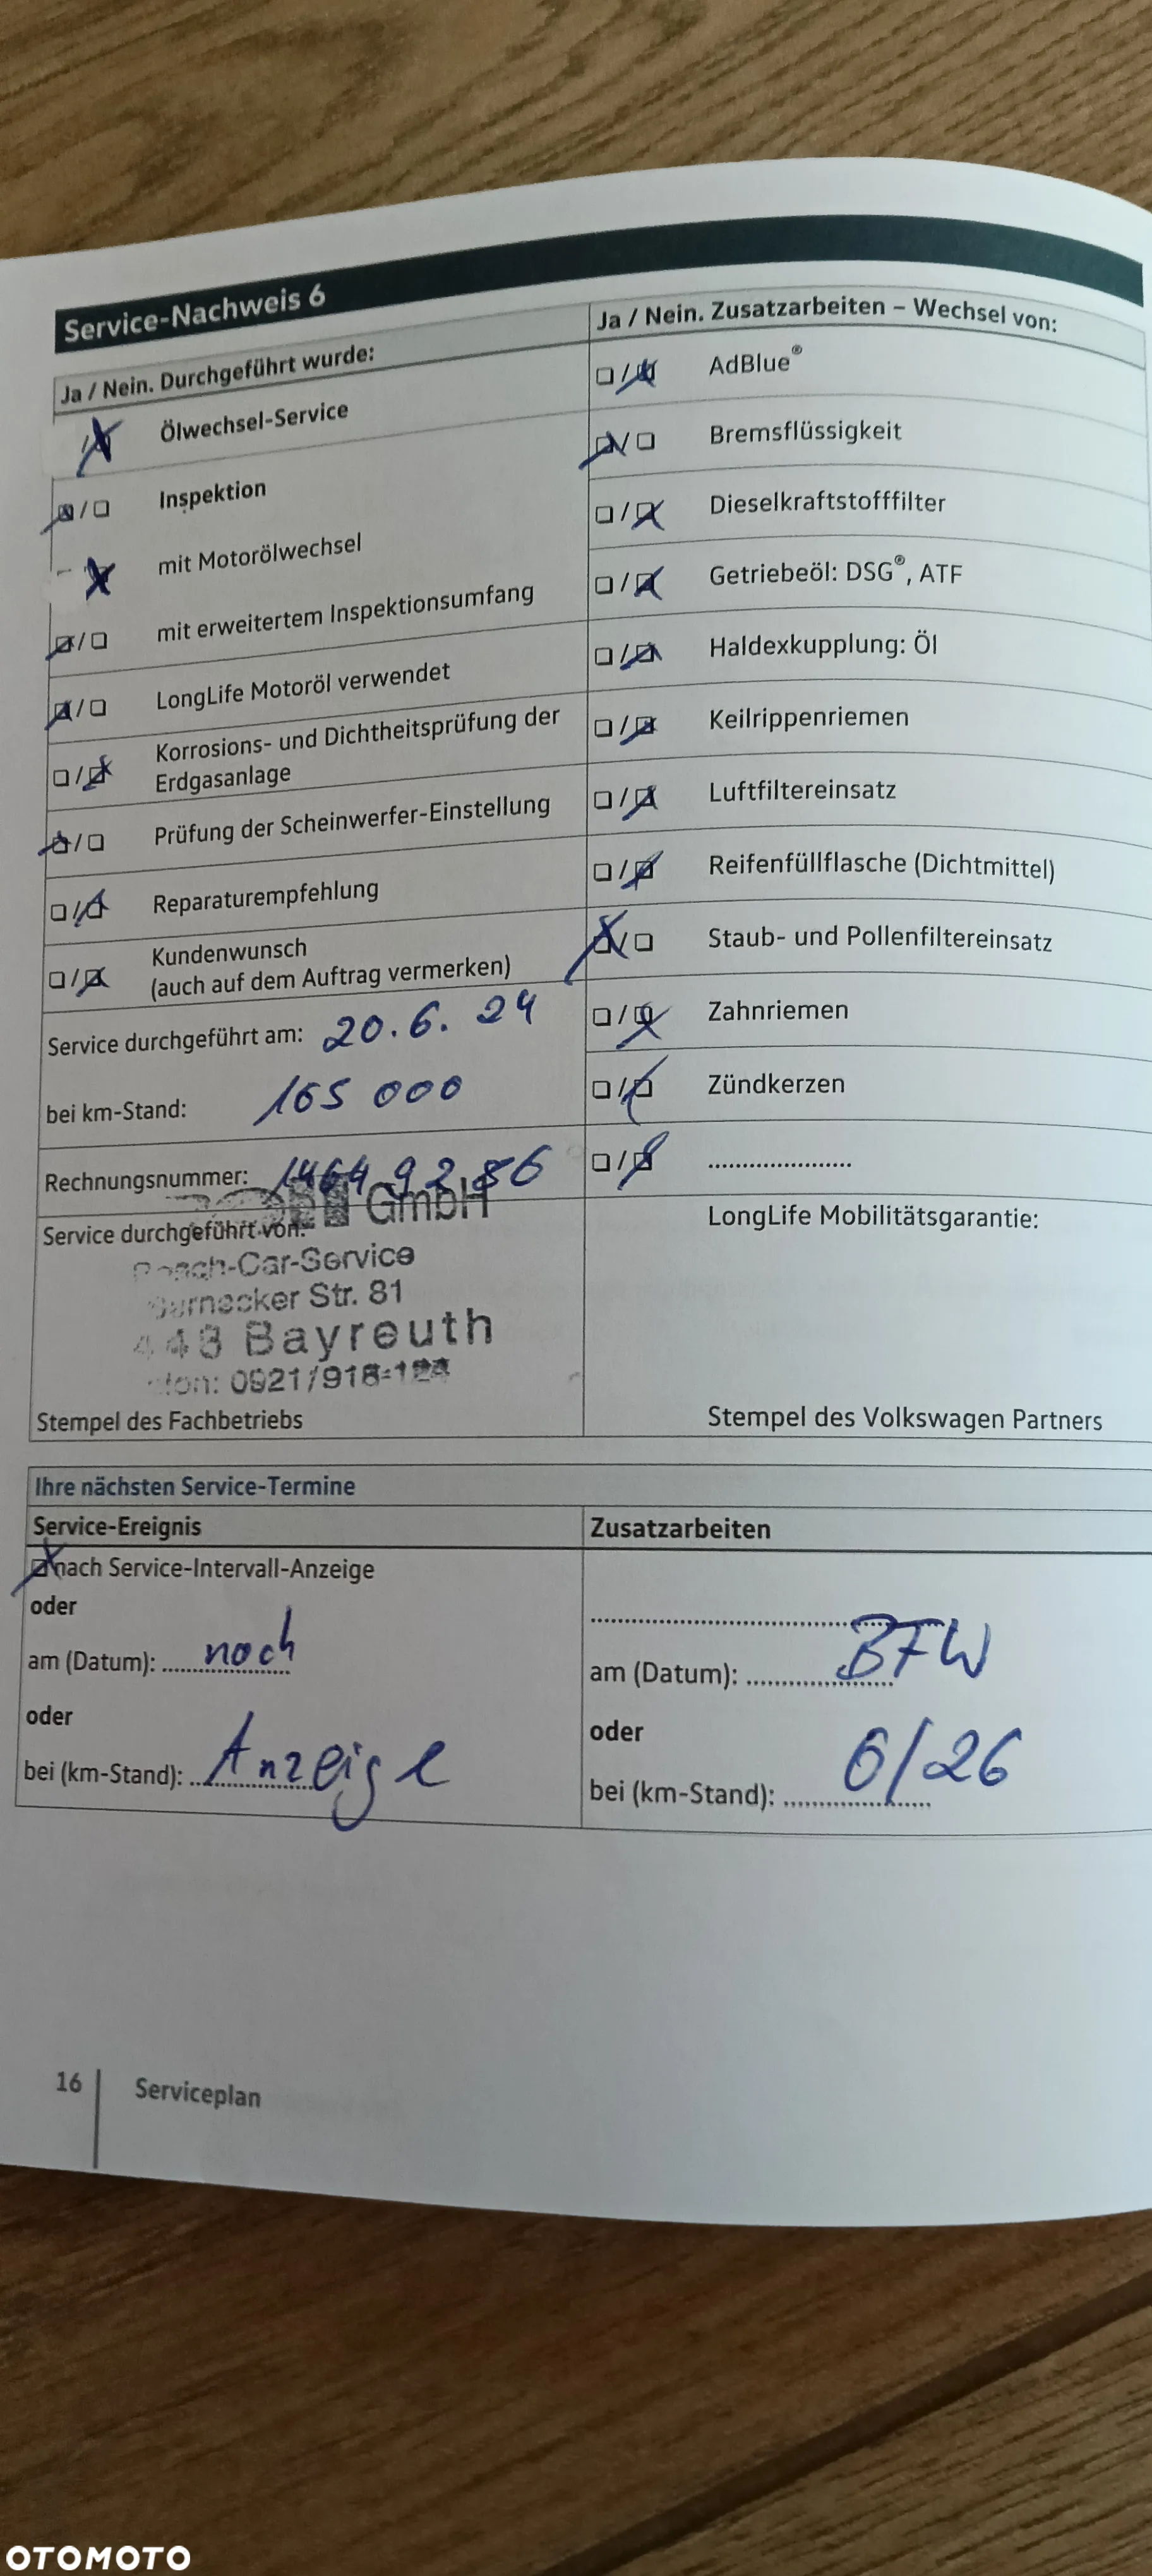 Service-Nachweis 6
Ja / Nein. Durchgeführt wurde:
Ölwechsel-Service
Inspektion
mit Motorölwechsel
mit erweitertem Inspektionsumfang
LongLife Motoröl verwendet
Korrosions- und Dichtheitsprüfung der
Erdgasanlage
Prüfung der Scheinwerfer-Einstellung
Reparaturempfehlung
Kundenwunsch
(auch auf dem Auftrag vermerken)
Service durchgeführt am: 20.6.24
bei km-Stand: 165 000
Rechnungsnummer:
GmbH
Service durchgeführt von:
-Car-Service
Str. 81
Bayreuth
0921/918-
Stempel des Fachbetriebs
Ja / Nein. Zusatzarbeiten – Wechsel von:
AdBlue®
Bremsflüssigkeit
Dieselkraftstofffilter
Getriebeöl: DSG®, ATF
Haldexkupplung: Öl
Keilrippenriemen
Luftfiltereinsatz
Reifenfüllflasche (Dichtmittel)
Staub- und Pollenfiltereinsatz
Zahnriemen
Zündkerzen
......................
LongLife Mobilitätsgarantie:
Stempel des Volkswagen Partners
Ihre nächsten Service-Termine
Service-Ereignis
nach Service-Intervall-Anzeige
oder
am (Datum): noch
oder
bei (km-Stand): Anzeige
Zusatzarbeiten
am (Datum): BFW
oder
bei (km-Stand): 6/26
16
Serviceplan
OTOMOTO